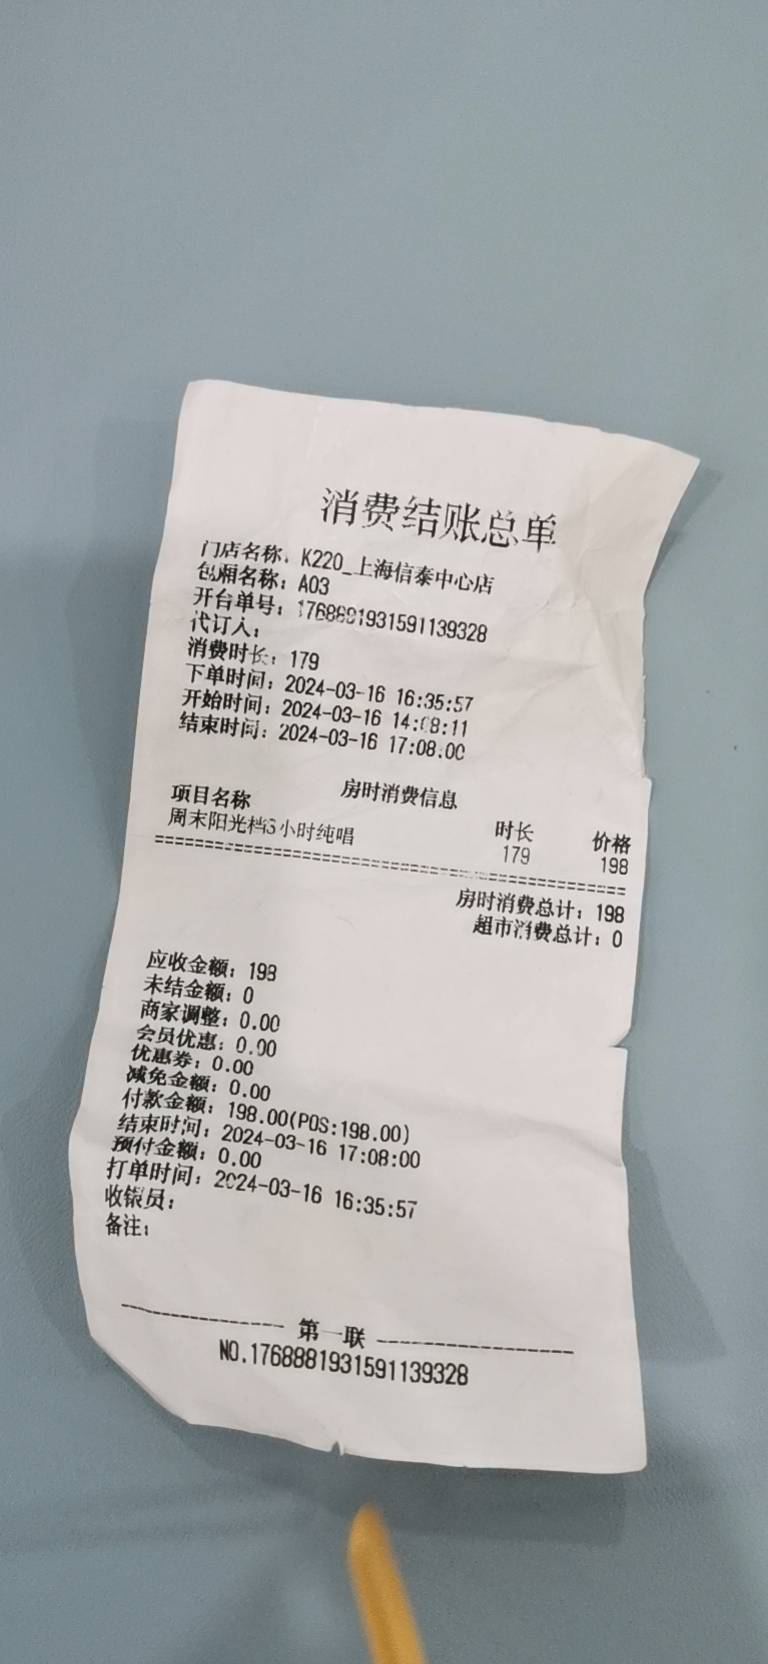 消费结账总单
门店名称：K220_上海信泰中心店
包厢名称：A03
开台单号：1768881931591139328
代订人：
消费时长：179
下单时间：2024-03-16 16:35:57
开始时间：2024-03-16 14:08:11
结束时间：2024-03-16 17:08:00
房时消费信息
项目名称 时长 价格
周末阳光档3小时纯唱 179 198
==================================================
房时消费总计：198
超市消费总计：0
应收金额：198
未结金额：0
商家调整：0.00
会员优惠：0.00
优惠券：0.00
减免金额：0.00
付款金额：198.00(POS:198.00)
结束时间：2024-03-16 17:08:00
预付金额：0.00
打单时间：2024-03-16 16:35:57
收银员：
备注：
-------------------- 第一联 --------------------
NO.1768881931591139328